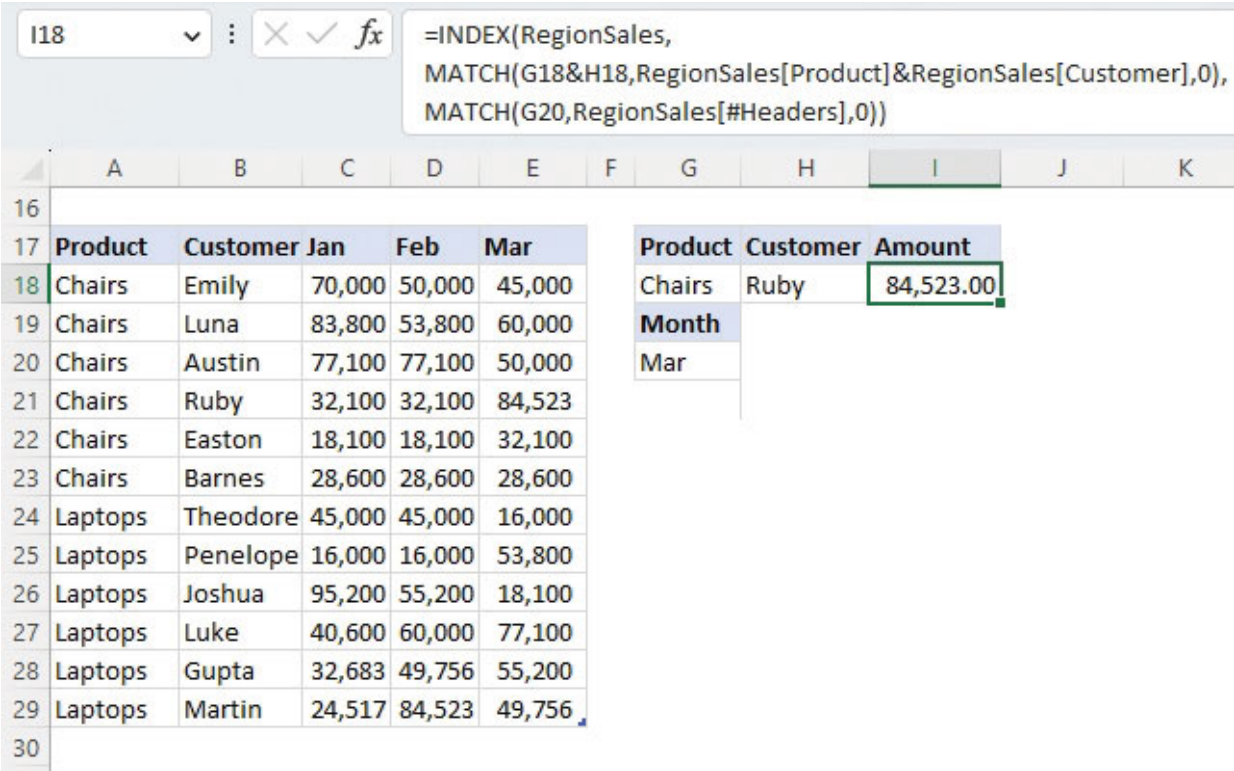 I18 fx =INDEX(RegionSales,
MATCH(G18&H18,RegionSales[Product]&RegionSales[Customer],0),
MATCH(G20,RegionSales[#Headers],0))
A B C D E F G H I J K
16
17 Product Customer Jan Feb Mar Product Customer Amount
18 Chairs Emily 70,000 50,000 45,000 Chairs Ruby 84,523.00
19 Chairs Luna 83,800 53,800 60,000 Month
20 Chairs Austin 77,100 77,100 50,000 Mar
21 Chairs Ruby 32,100 32,100 84,523
22 Chairs Easton 18,100 18,100 32,100
23 Chairs Barnes 28,600 28,600 28,600
24 Laptops Theodore 45,000 45,000 16,000
25 Laptops Penelope 16,000 16,000 53,800
26 Laptops Joshua 95,200 55,200 18,100
27 Laptops Luke 40,600 60,000 77,100
28 Laptops Gupta 32,683 49,756 55,200
29 Laptops Martin 24,517 84,523 49,756
30